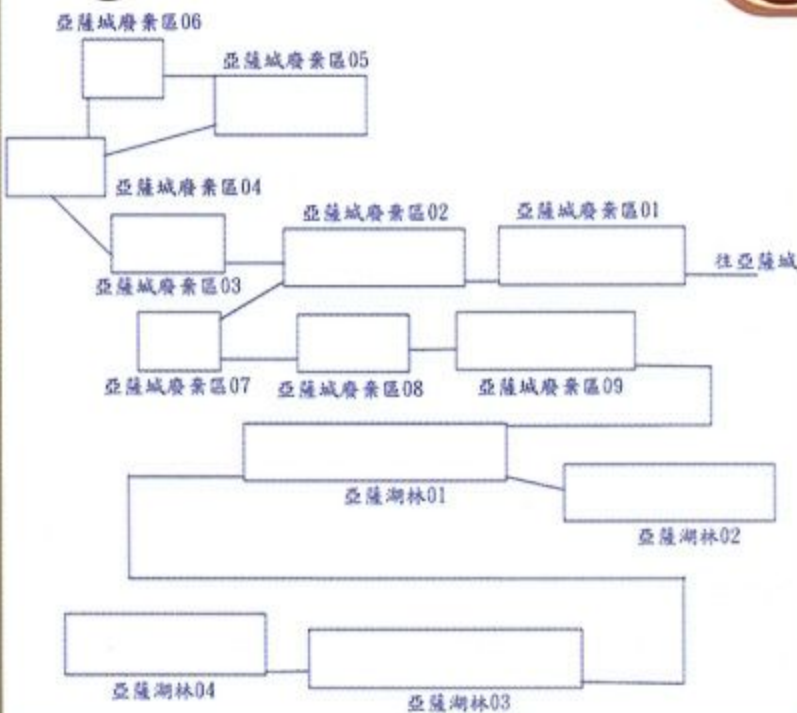 亞薩城廢棄區06
亞薩城廢棄區05
亞薩城廢棄區04
亞薩城廢棄區02
亞薩城廢棄區01
往亞薩城
亞薩城廢棄區03
亞薩城廢棄區07
亞薩城廢棄區08
亞薩城廢棄區09
亞薩湖林01
亞薩湖林02
亞薩湖林04
亞薩湖林03